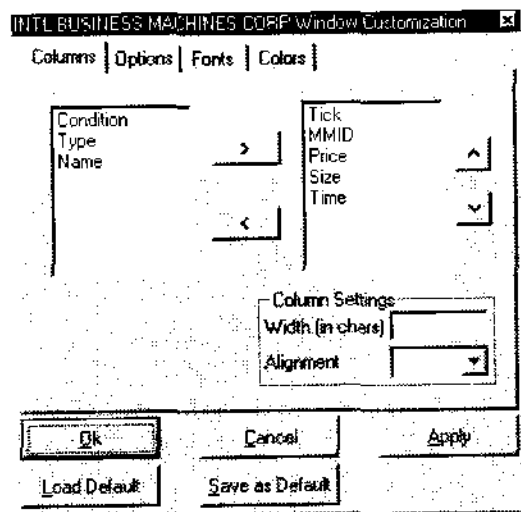 INTL BUSINESS MACHINES CORP Window Customization
Columns Options Fonts Colors
Condition
Type
Name
>
<
Tick
MMID
Price
Size
Time
Column Settings
Width (in chars)
Alignment
Ok Cancel Apply
Load Default Save as Default